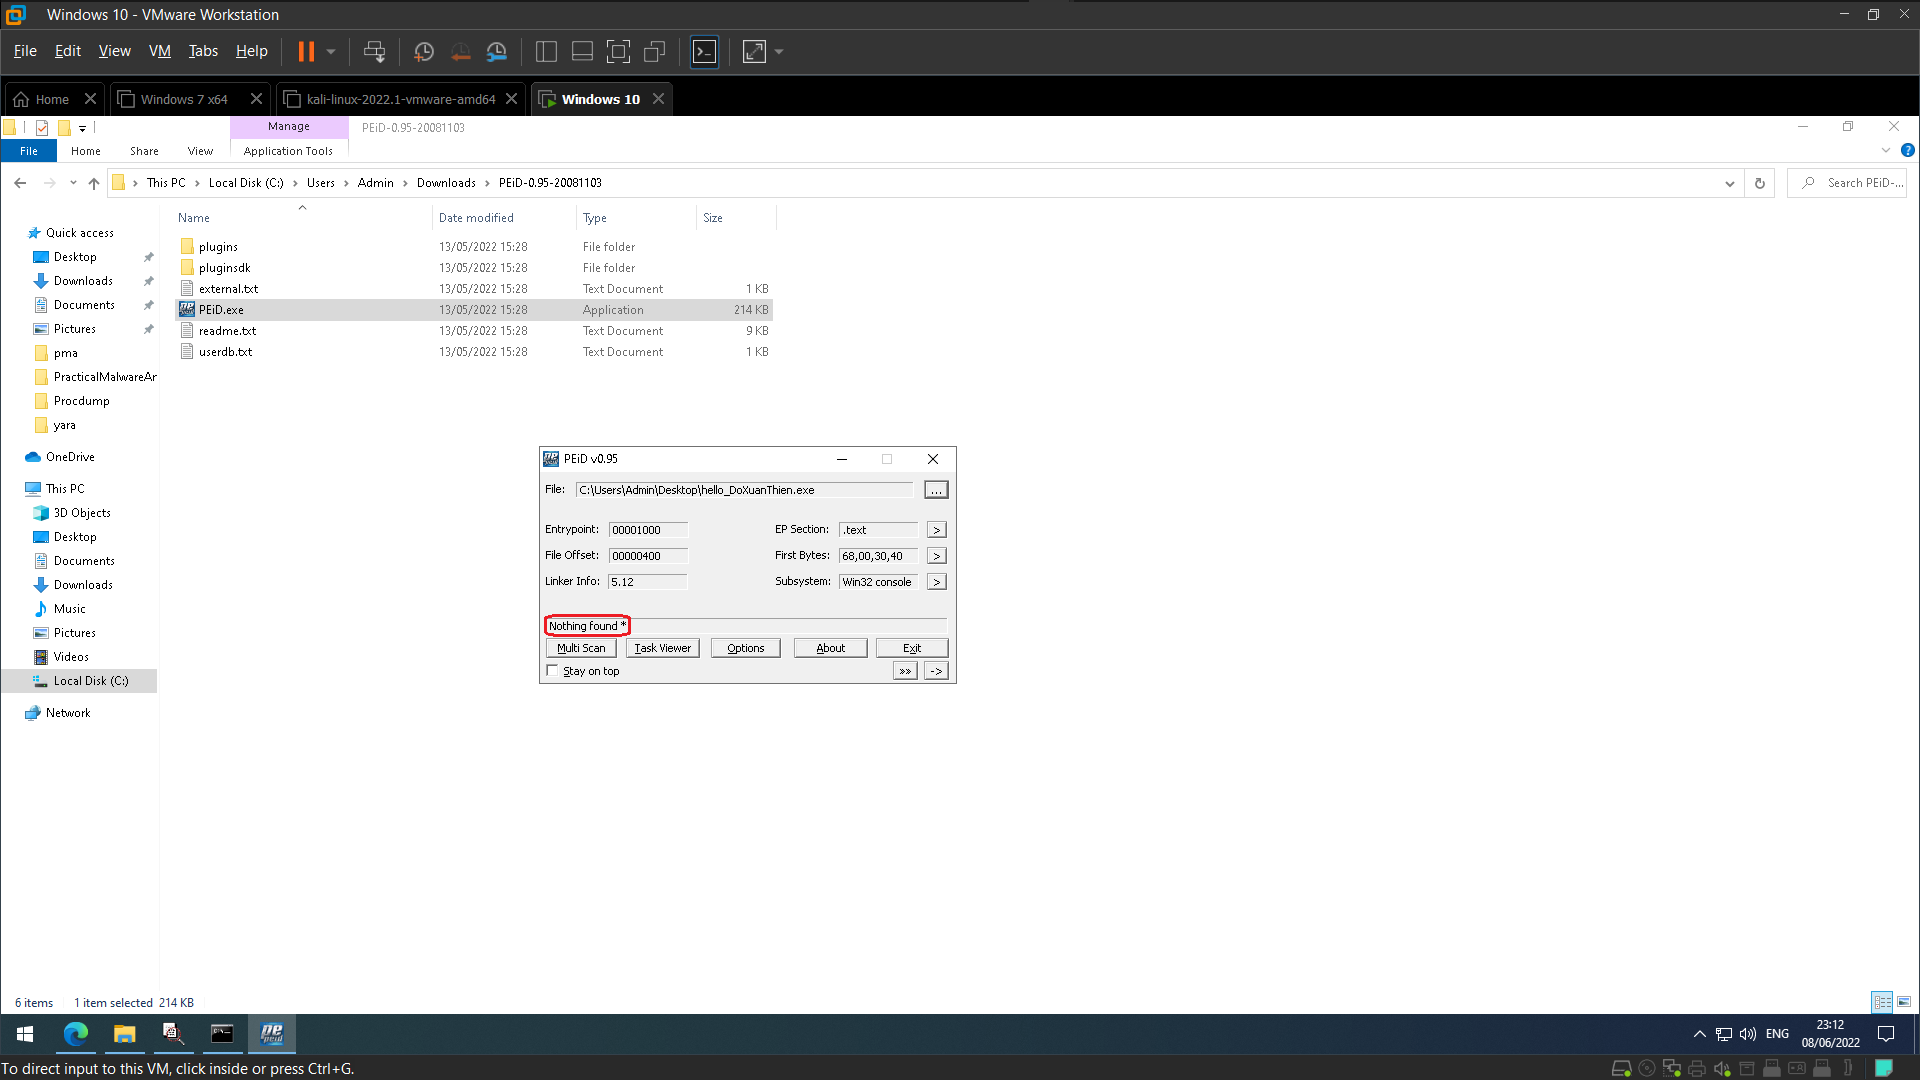 Windows 10 - VMware Workstation
File Edit View VM Tabs Help
Home Windows 7 x64 kali-linux-2022.1-vmware-amd64 Windows 10
Manage PEiD-0.95-20081103
File Home Share View Application Tools
This PC Local Disk (C:) Users Admin Downloads PEiD-0.95-20081103 Search PEiD-...
Name Date modified Type Size
plugins 13/05/2022 15:28 File folder
pluginsdk 13/05/2022 15:28 File folder
external.txt 13/05/2022 15:28 Text Document 1 KB
PEiD.exe 13/05/2022 15:28 Application 214 KB
readme.txt 13/05/2022 15:28 Text Document 9 KB
userdb.txt 13/05/2022 15:28 Text Document 1 KB
Quick access
Desktop
Downloads
Documents
Pictures
pma
PracticalMalwareAr
Procdump
yara
OneDrive
This PC
3D Objects
Desktop
Documents
Downloads
Music
Pictures
Videos
Local Disk (C:)
Network
PEiD v0.95
File: C:\Users\Admin\Desktop\hello_DoXuanThien.exe ...
Entrypoint: 00001000 EP Section: .text >
File Offset: 00000400 First Bytes: 68,00,30,40 >
Linker Info: 5.12 Subsystem: Win32 console >
Nothing found *
Multi Scan Task Viewer Options About Exit
Stay on top »» ->
6 items 1 item selected 214 KB
ENG 23:12
08/06/2022
To direct input to this VM, click inside or press Ctrl+G.